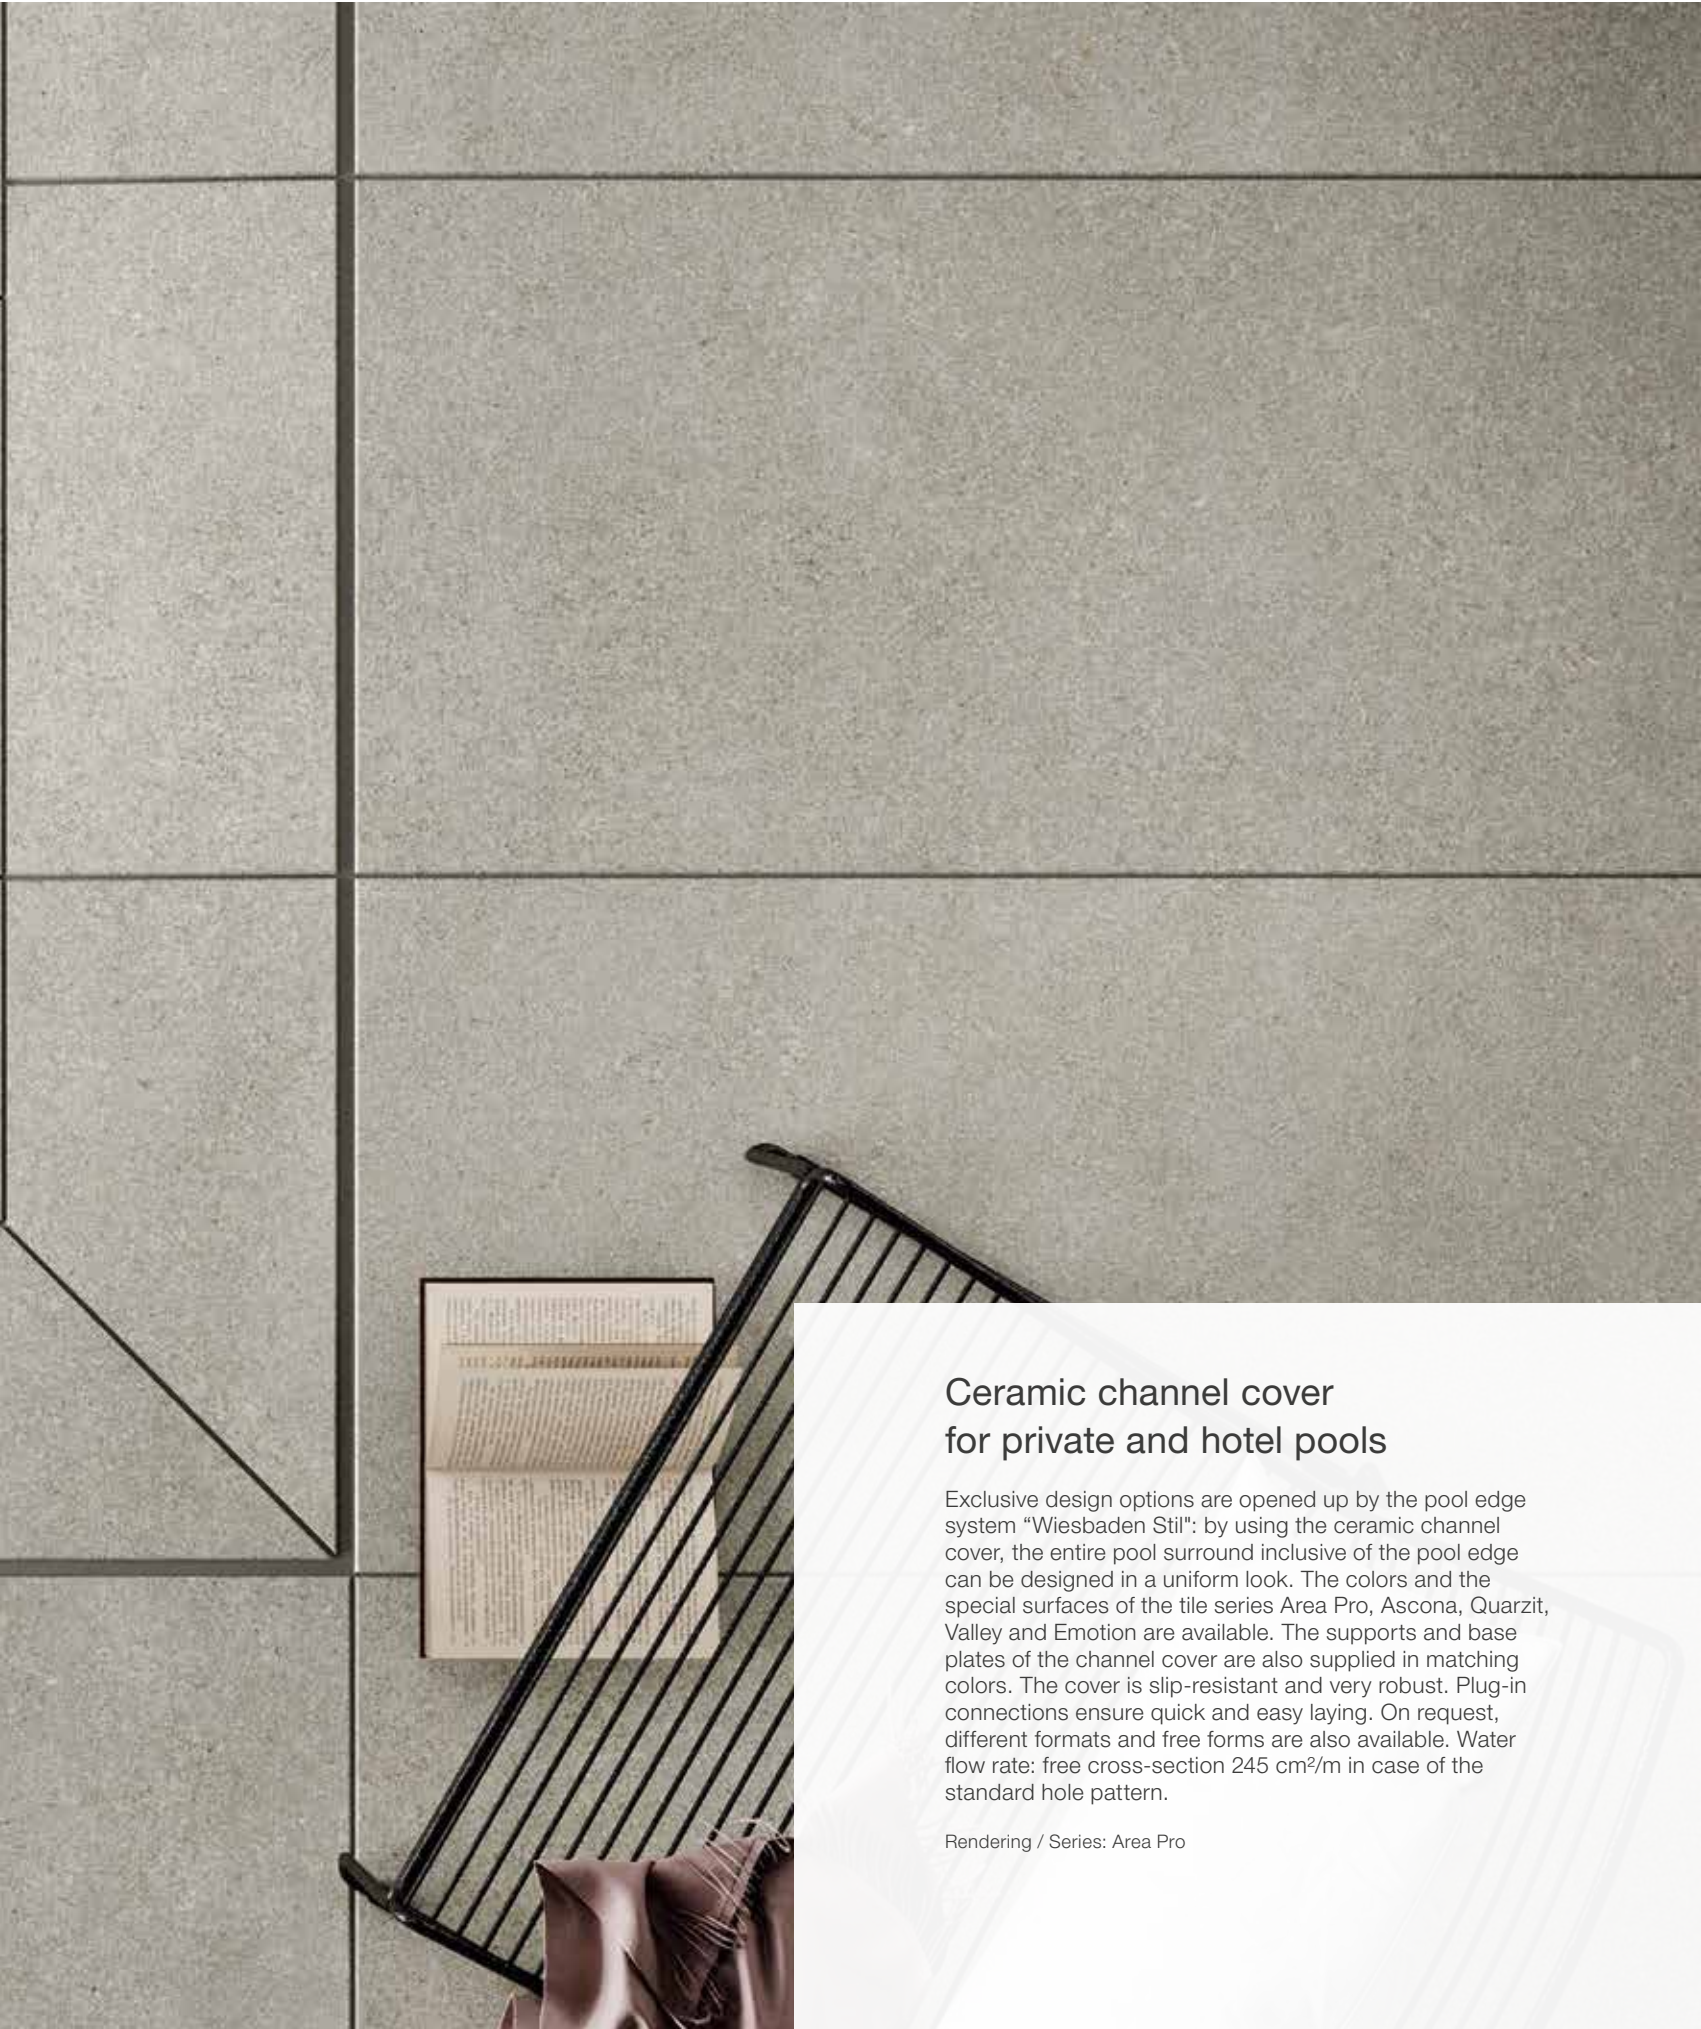 Ceramic channel cover
for private and hotel pools
Exclusive design options are opened up by the pool edge
system “Wiesbaden Stil": by using the ceramic channel
cover, the entire pool surround inclusive of the pool edge
can be designed in a uniform look. The colors and the
special surfaces of the tile series Area Pro, Ascona, Quarzit,
Valley and Emotion are available. The supports and base
plates of the channel cover are also supplied in matching
colors. The cover is slip-resistant and very robust. Plug-in
connections ensure quick and easy laying. On request,
different formats and free forms are also available. Water
flow rate: free cross-section 245 cm²/m in case of the
standard hole pattern.
Rendering / Series: Area Pro